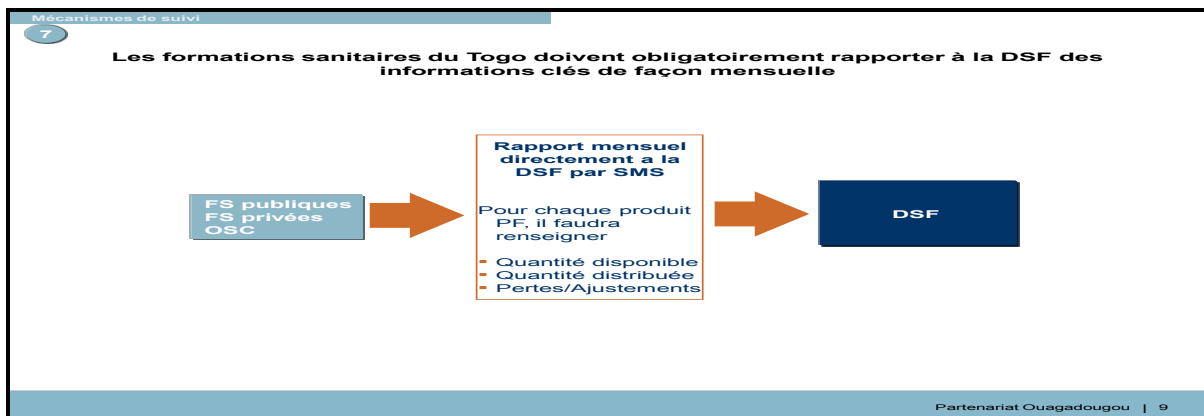 Mécanismes de suivi
7
Les formations sanitaires du Togo doivent obligatoirement rapporter à la DSF des
informations clés de façon mensuelle
FS publiques
FS privées
OSC
Rapport mensuel
directement a la
DSF par SMS
Pour chaque produit
PF, il faudra
renseigner
- Quantité disponible
- Quantité distribuée
- Pertes/Ajustements
DSF
Partenariat Ouagadougou | 9